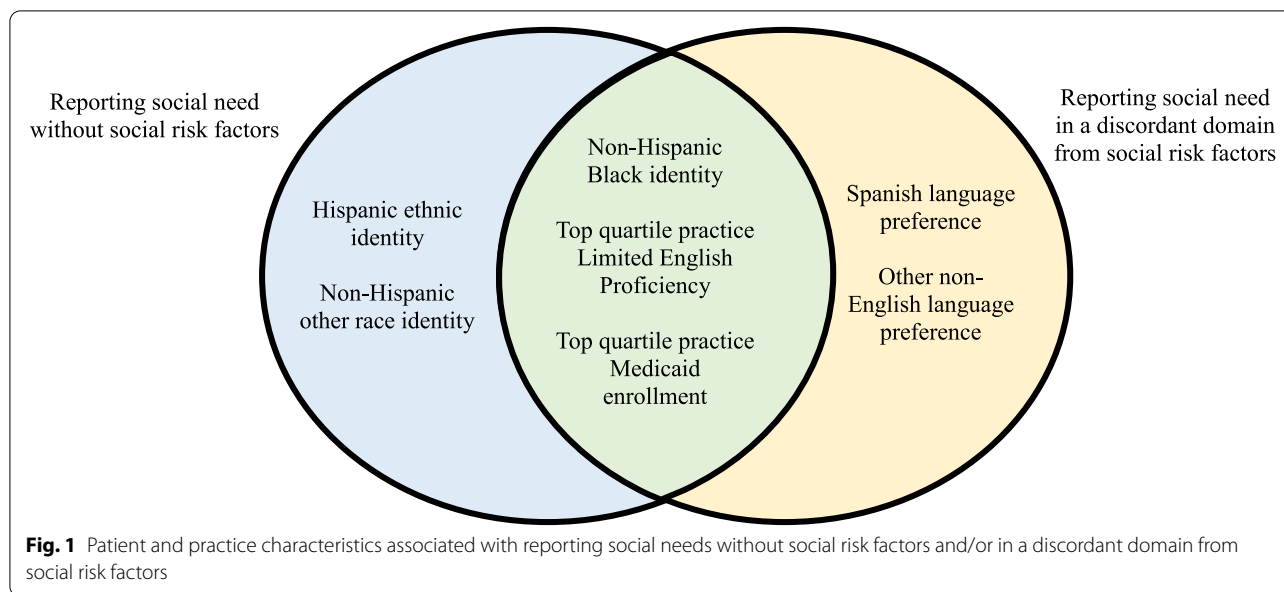 Reporting social need
without social risk factors
Hispanic ethnic
identity
Non-Hispanic
other race identity
Non-Hispanic
Black identity
Top quartile practice
Limited English
Proficiency
Top quartile practice
Medicaid
enrollment
Reporting social need
in a discordant domain
from social risk factors
Spanish language
preference
Other non-
English language
preference
Fig. 1 Patient and practice characteristics associated with reporting social needs without social risk factors and/or in a discordant domain from
social risk factors